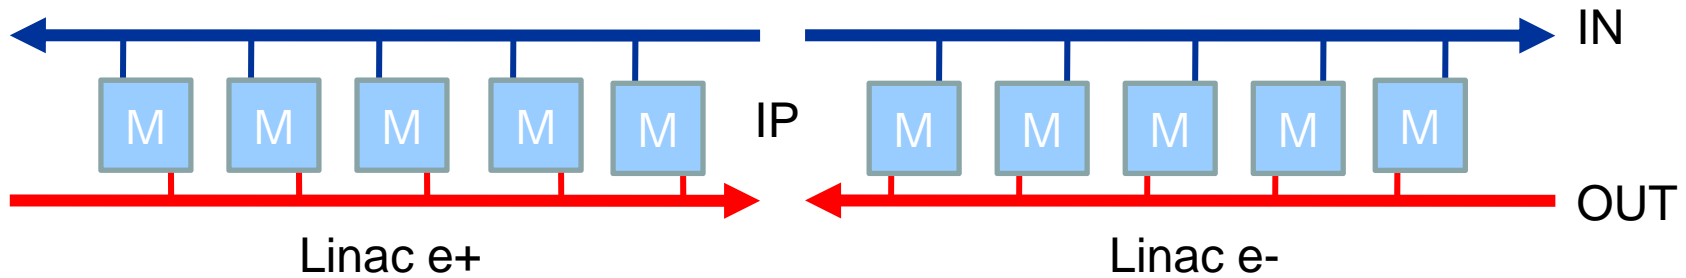 IN
M M M M M IP M M M M M
OUT
Linac e+ Linac e-